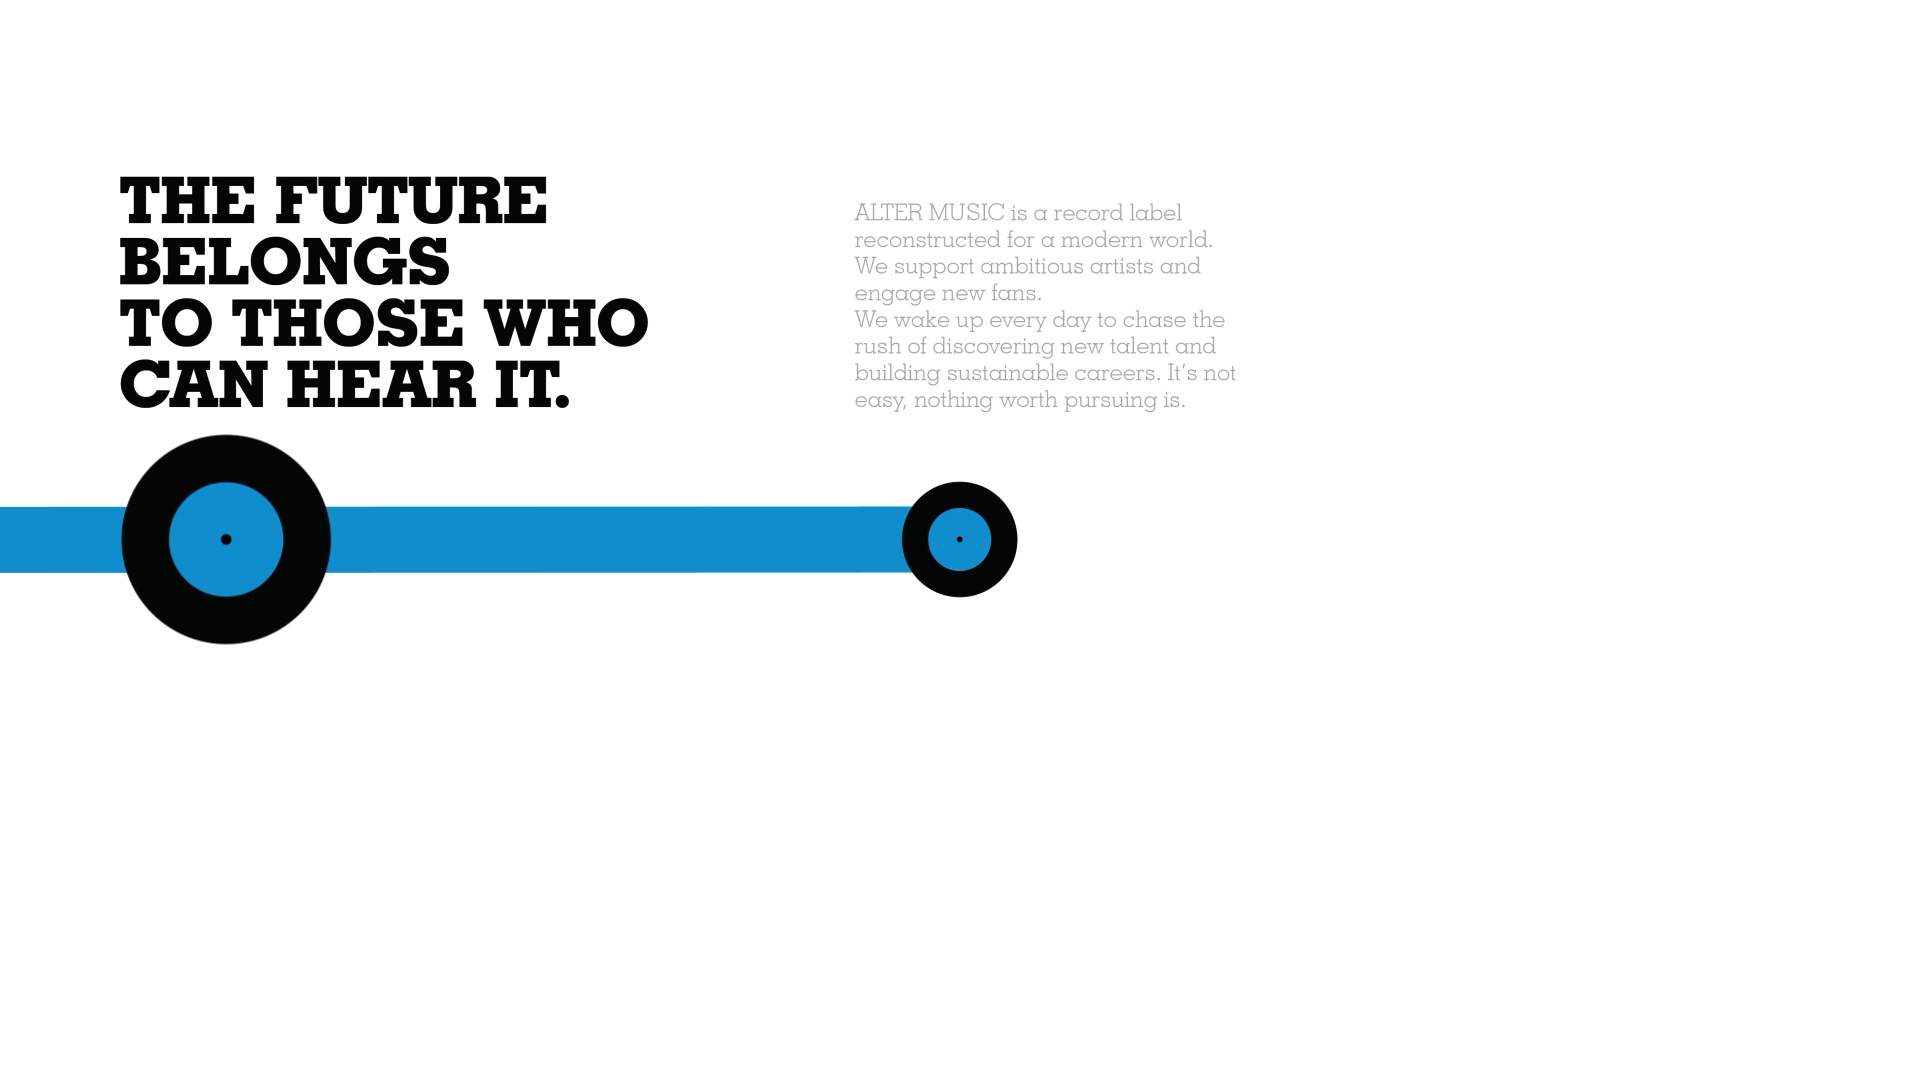 THE FUTURE
BELONGS
TO THOSE WHO
CAN HEAR IT.
ALTER MUSIC is a record label
reconstructed for a modern world.
We support ambitious artists and
engage new fans.
We wake up every day to chase the
rush of discovering new talent and
building sustainable careers. It’s not
easy, nothing worth pursuing is.